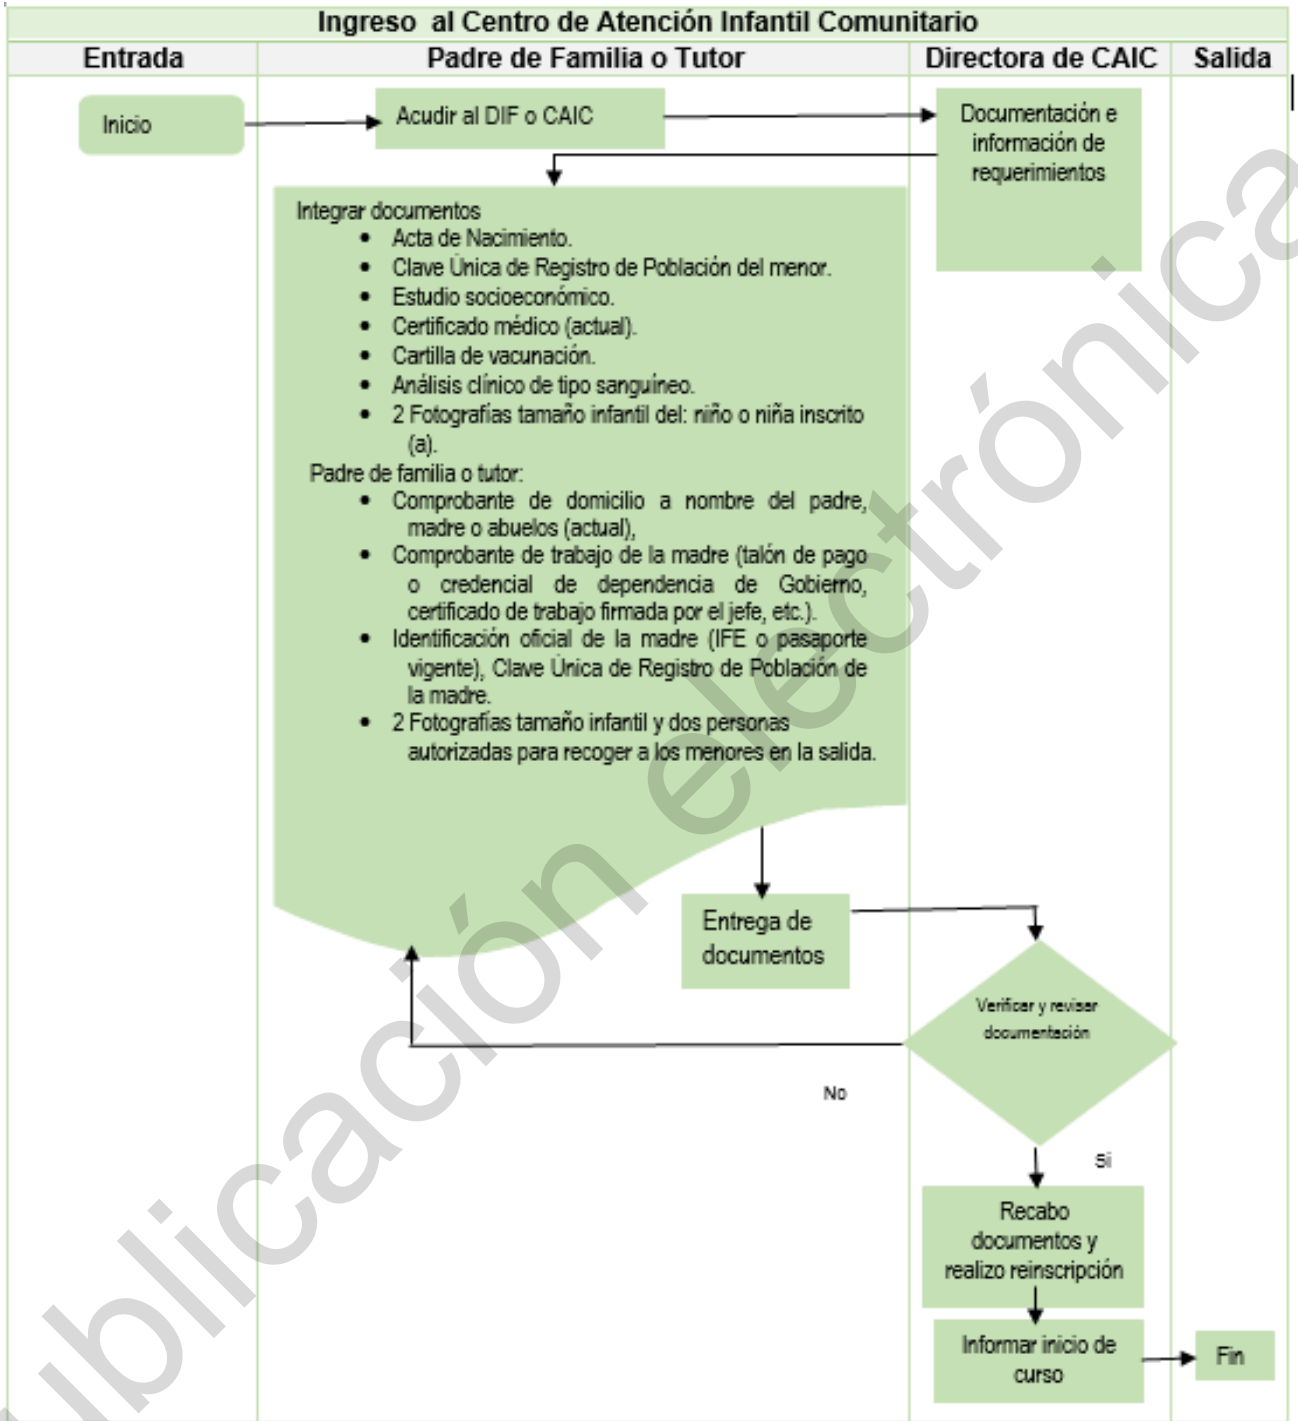 Ingreso al Centro de Atención Infantil Comunitario
Entrada
Padre de Familia o Tutor
Directora de CAIC
Salida
Inicio
Acudir al DIF o CAIC
Documentación e
información de
requerimientos
Integrar documentos
• Acta de Nacimiento.
• Clave Única de Registro de Población del menor.
• Estudio socioeconómico.
• Certificado médico (actual).
• Cartilla de vacunación.
• Análisis clínico de tipo sanguíneo.
• 2 Fotografías tamaño infantil del: niño o niña inscrito
(a).
Padre de familia o tutor:
• Comprobante de domicilio a nombre del padre,
madre o abuelos (actual),
• Comprobante de trabajo de la madre (talón de pago
o credencial de dependencia de Gobierno,
certificado de trabajo firmada por el jefe, etc.).
• Identificación oficial de la madre (IFE o pasaporte
vigente), Clave Única de Registro de Población de
la madre.
• 2 Fotografías tamaño infantil y dos personas
autorizadas para recoger a los menores en la salida.
Entrega de
documentos
Verificar y revisar
documentación
No
Si
Recabo
documentos y
realizo reinscripción
Informar inicio de
curso
Fin
ublicación electrónica